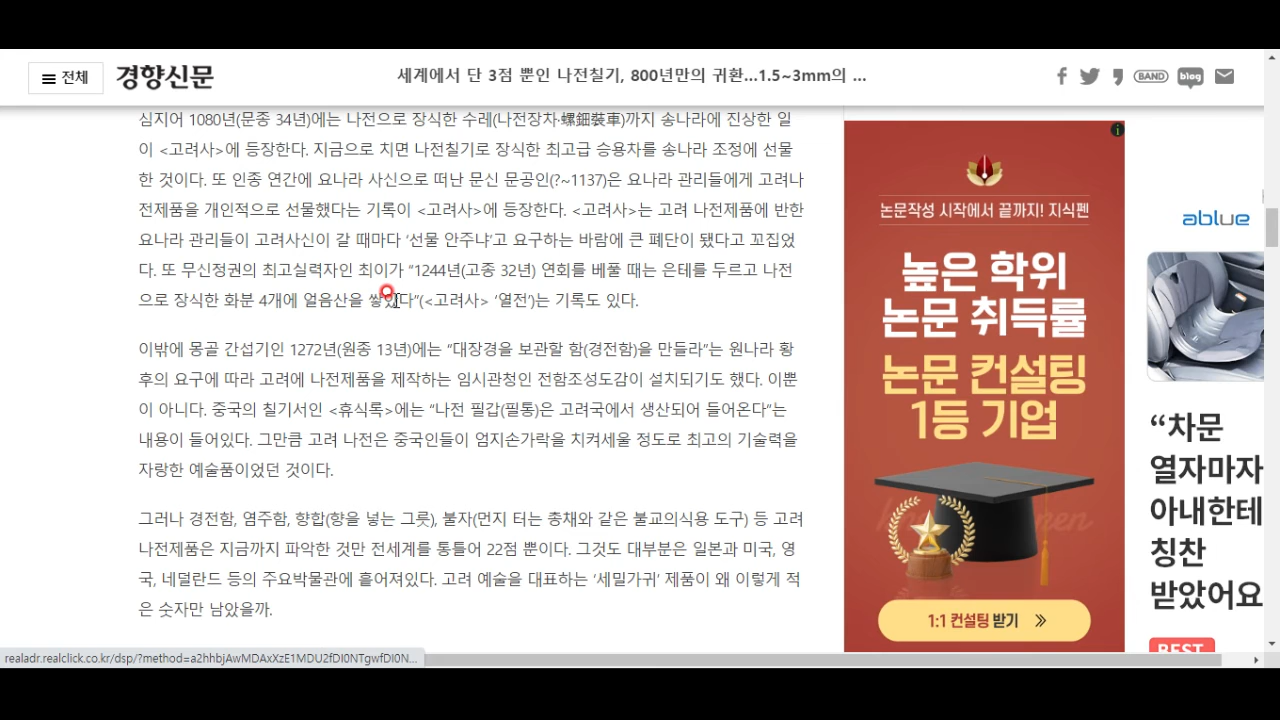 전체
경향신문
세계에서 단 3점 뿐인 나전칠기, 800년만의 귀환...1.5~3mm의 ...
BAND
blog
심지어 1080년(문종 34년)에는 나전으로 장식한 수레(나전장차·螺鈿裝車)까지 송나라에 진상한 일
이 <고려사>에 등장한다. 지금으로 치면 나전칠기로 장식한 최고급 승용차를 송나라 조정에 선물
한 것이다. 또 인종 연간에 요나라 사신으로 떠난 문신 문공인(?~1137)은 요나라 관리들에게 고려나
전제품을 개인적으로 선물했다는 기록이 <고려사>에 등장한다. <고려사>는 고려 나전제품에 반한
요나라 관리들이 고려사신이 갈 때마다 ‘선물 안주냐’고 요구하는 바람에 큰 폐단이 됐다고 꼬집었
다. 또 무신정권의 최고실력자인 최이가 “1244년(고종 32년) 연회를 베풀 때는 은테를 두르고 나전
으로 장식한 화분 4개에 얼음산을 쌓았다”(<고려사> ‘열전’)는 기록도 있다.
이밖에 몽골 간섭기인 1272년(원종 13년)에는 “대장경을 보관할 함(경전함)을 만들라”는 원나라 황
후의 요구에 따라 고려에 나전제품을 제작하는 임시관청인 전함조성도감이 설치되기도 했다. 이뿐
이 아니다. 중국의 칠기서인 <휴식록>에는 “나전 필갑(필통)은 고려국에서 생산되어 들어온다”는
내용이 들어있다. 그만큼 고려 나전은 중국인들이 엄지손가락을 치켜세울 정도로 최고의 기술력을
자랑한 예술품이었던 것이다.
그러나 경전함, 염주함, 향합(향을 넣는 그릇), 불자(먼지 터는 총채와 같은 불교의식용 도구) 등 고려
나전제품은 지금까지 파악한 것만 전세계를 통틀어 22점 뿐이다. 그것도 대부분은 일본과 미국, 영
국, 네덜란드 등의 주요박물관에 흩어져있다. 고려 예술을 대표하는 ‘세밀가귀’ 제품이 왜 이렇게 적
은 숫자만 남았을까.
논문작성 시작에서 끝까지! 지식펜
높은 학위
논문 취득률
논문 컨설팅
1등 기업
1:1 컨설팅 받기
ablue
“차문
열자마자
아내한테
칭찬
받았어요
BEST
realadr.realclick.co.kr/dsp/?method=a2hhbjAwMDAxXzE1MDU2fDI0NTgwfDI0N...